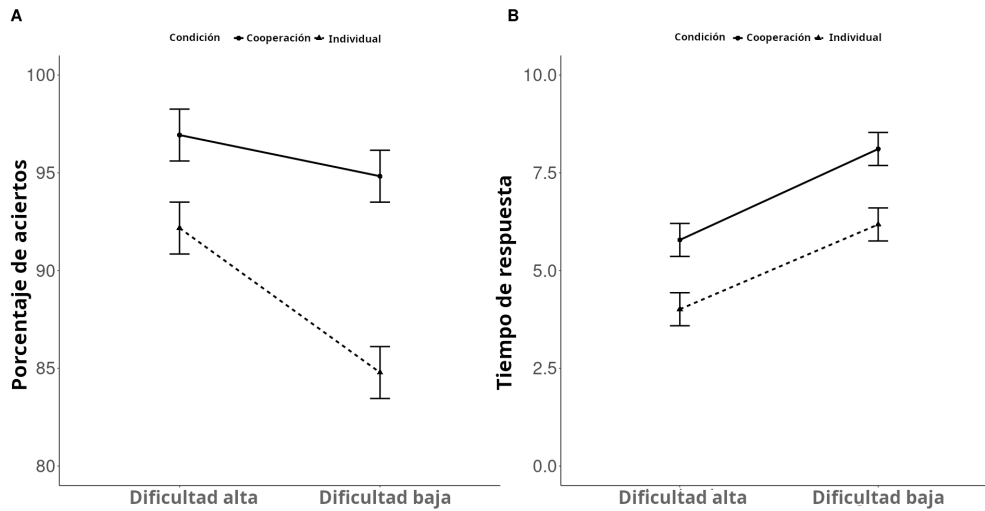 A
Condición Cooperación Individual
Porcentaje de aciertos
100
95
90
85
80
Dificultad alta Dificultad baja
B
Condición Cooperación Individual
Tiempo de respuesta
10.0
7.5
5.0
2.5
0.0
Dificultad alta Dificultad baja